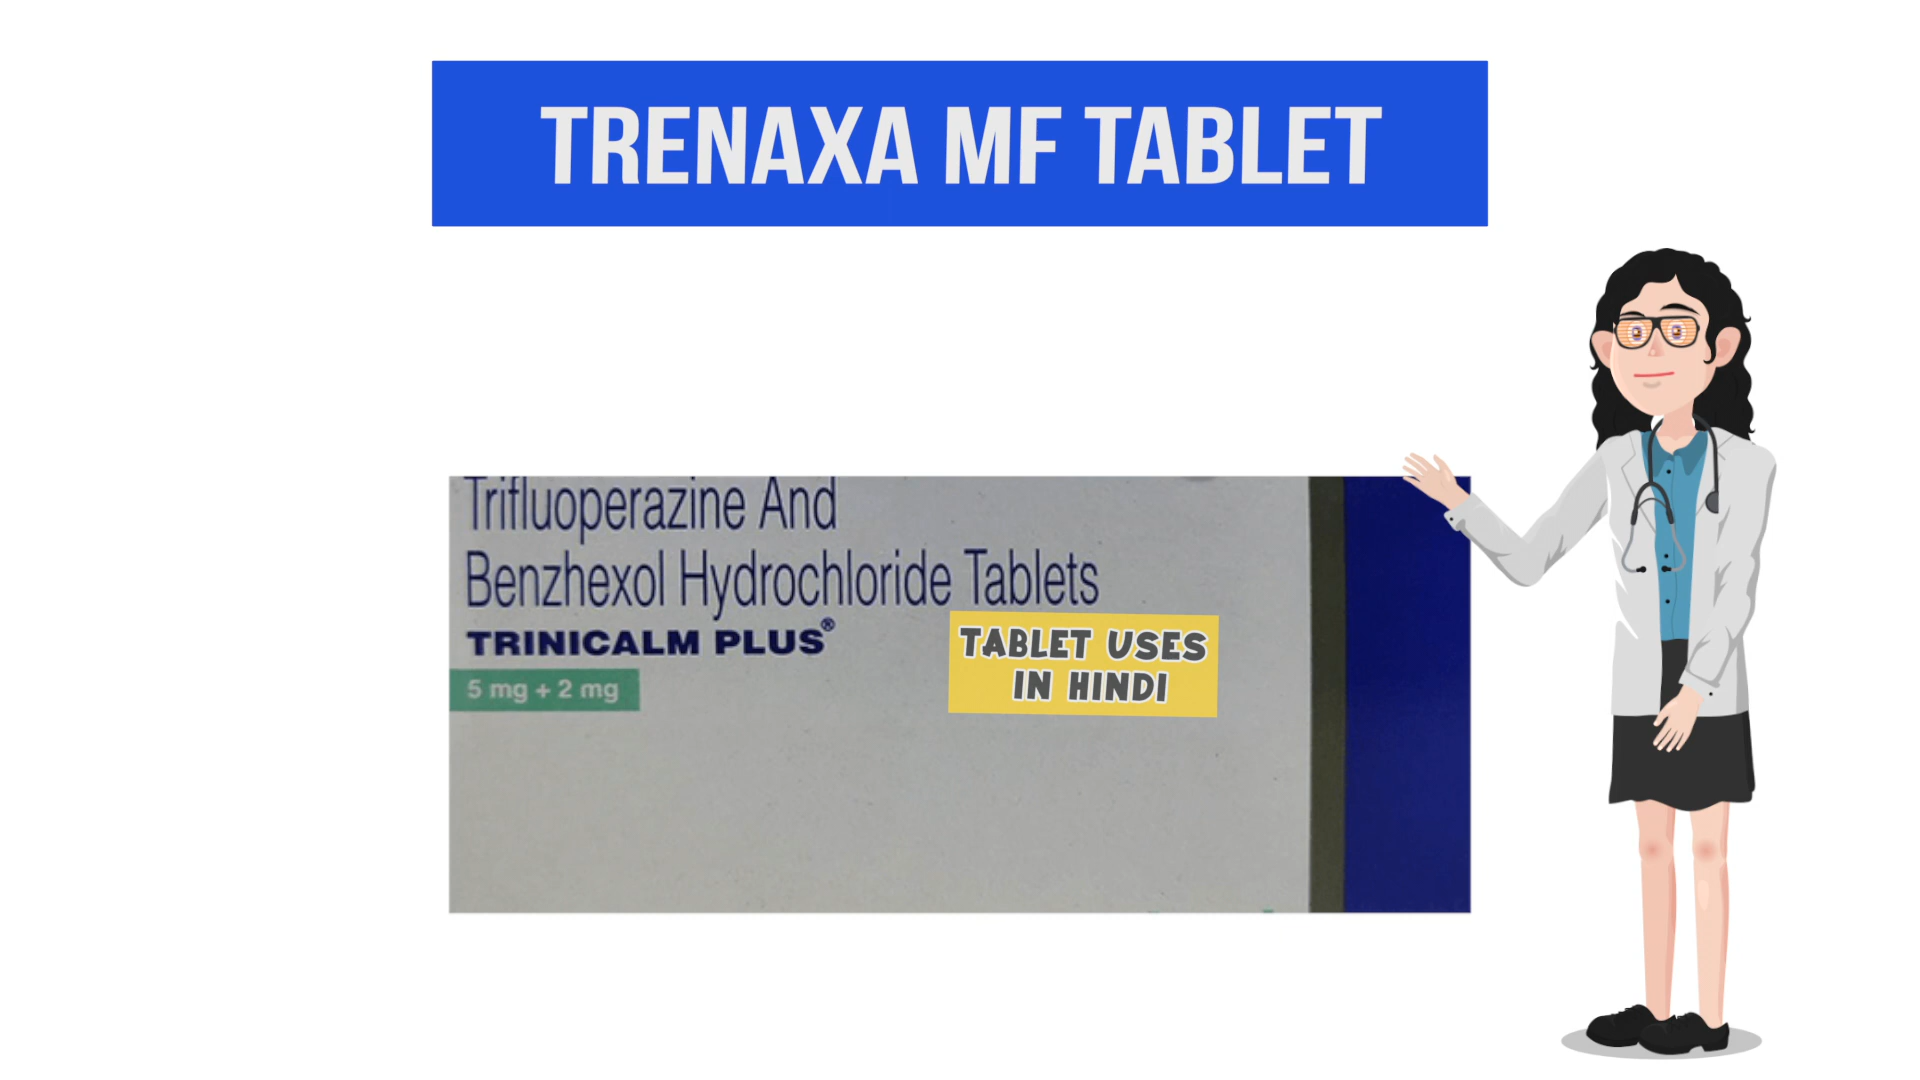 TRENAXA MF TABLET
Trifluoperazine And
Benzhexol Hydrochloride Tablets
TRINICALM PLUS®
5 mg + 2 mg
TABLET USES
IN HINDI